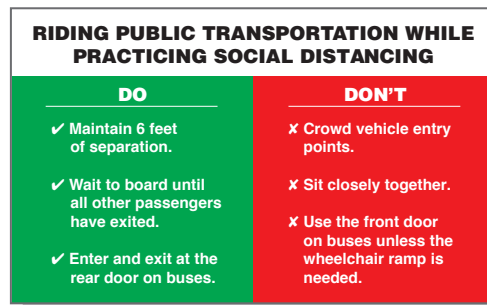 RIDING PUBLIC TRANSPORTATION WHILE
PRACTICING SOCIAL DISTANCING
DO
✔ Maintain 6 feet
of separation.
✔ Wait to board until
all other passengers
have exited.
✔ Enter and exit at the
rear door on buses.
DON'T
✘ Crowd vehicle entry
points.
✘ Sit closely together.
✘ Use the front door
on buses unless the
wheelchair ramp is
needed.